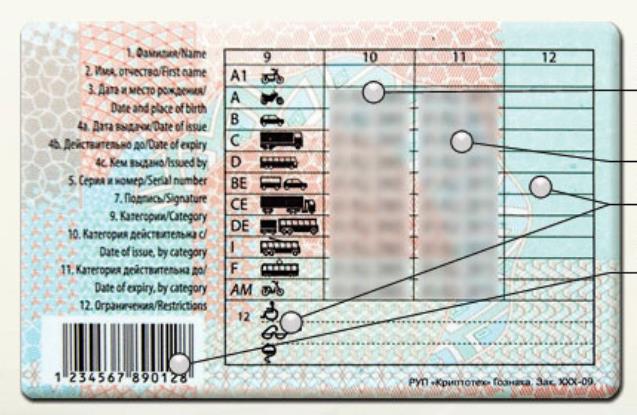 1. Фамилия/Name
2. Имя, отчество/First name
3. Дата и место рождения/
Date and place of birth
4a. Дата выдачи/Date of issue
4b. Действительно до/Date of expiry
4c. Кем выдано/Issued by
5. Серия и номер/Serial number
7. Подпись/Signature
9. Категории/Category
10. Категория действительна с/
Date of issue, by category
11. Категория действительна до/
Date of expiry, by category
12. Ограничения/Restrictions
1 234567 890128
9 10 11 12
A1
A
B
C
D
BE
CE
DE
I
F
AM
12
РУП «Криптотех» Гознака. Зак. XXX-09.